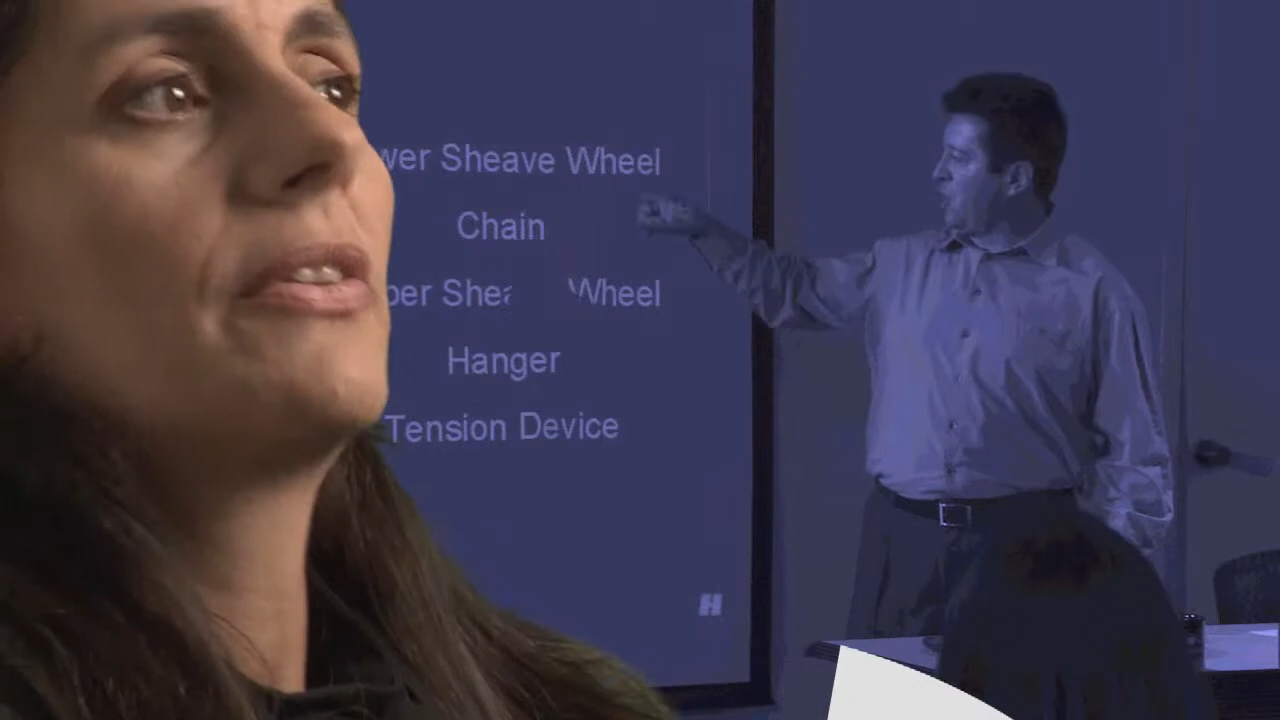 wer Sheave Wheel
Chain
per Shea Wheel
Hanger
Tension Device
H